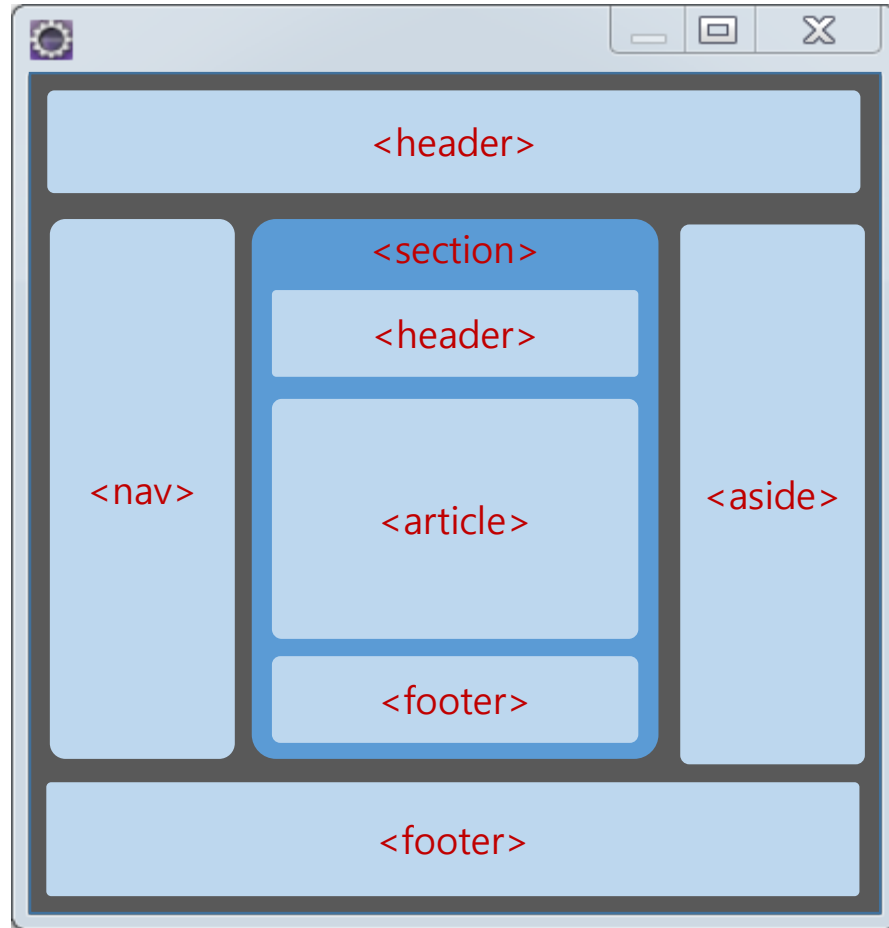 <header>
<section>
<header>
<nav>
<article>
<aside>
<footer>
<footer>